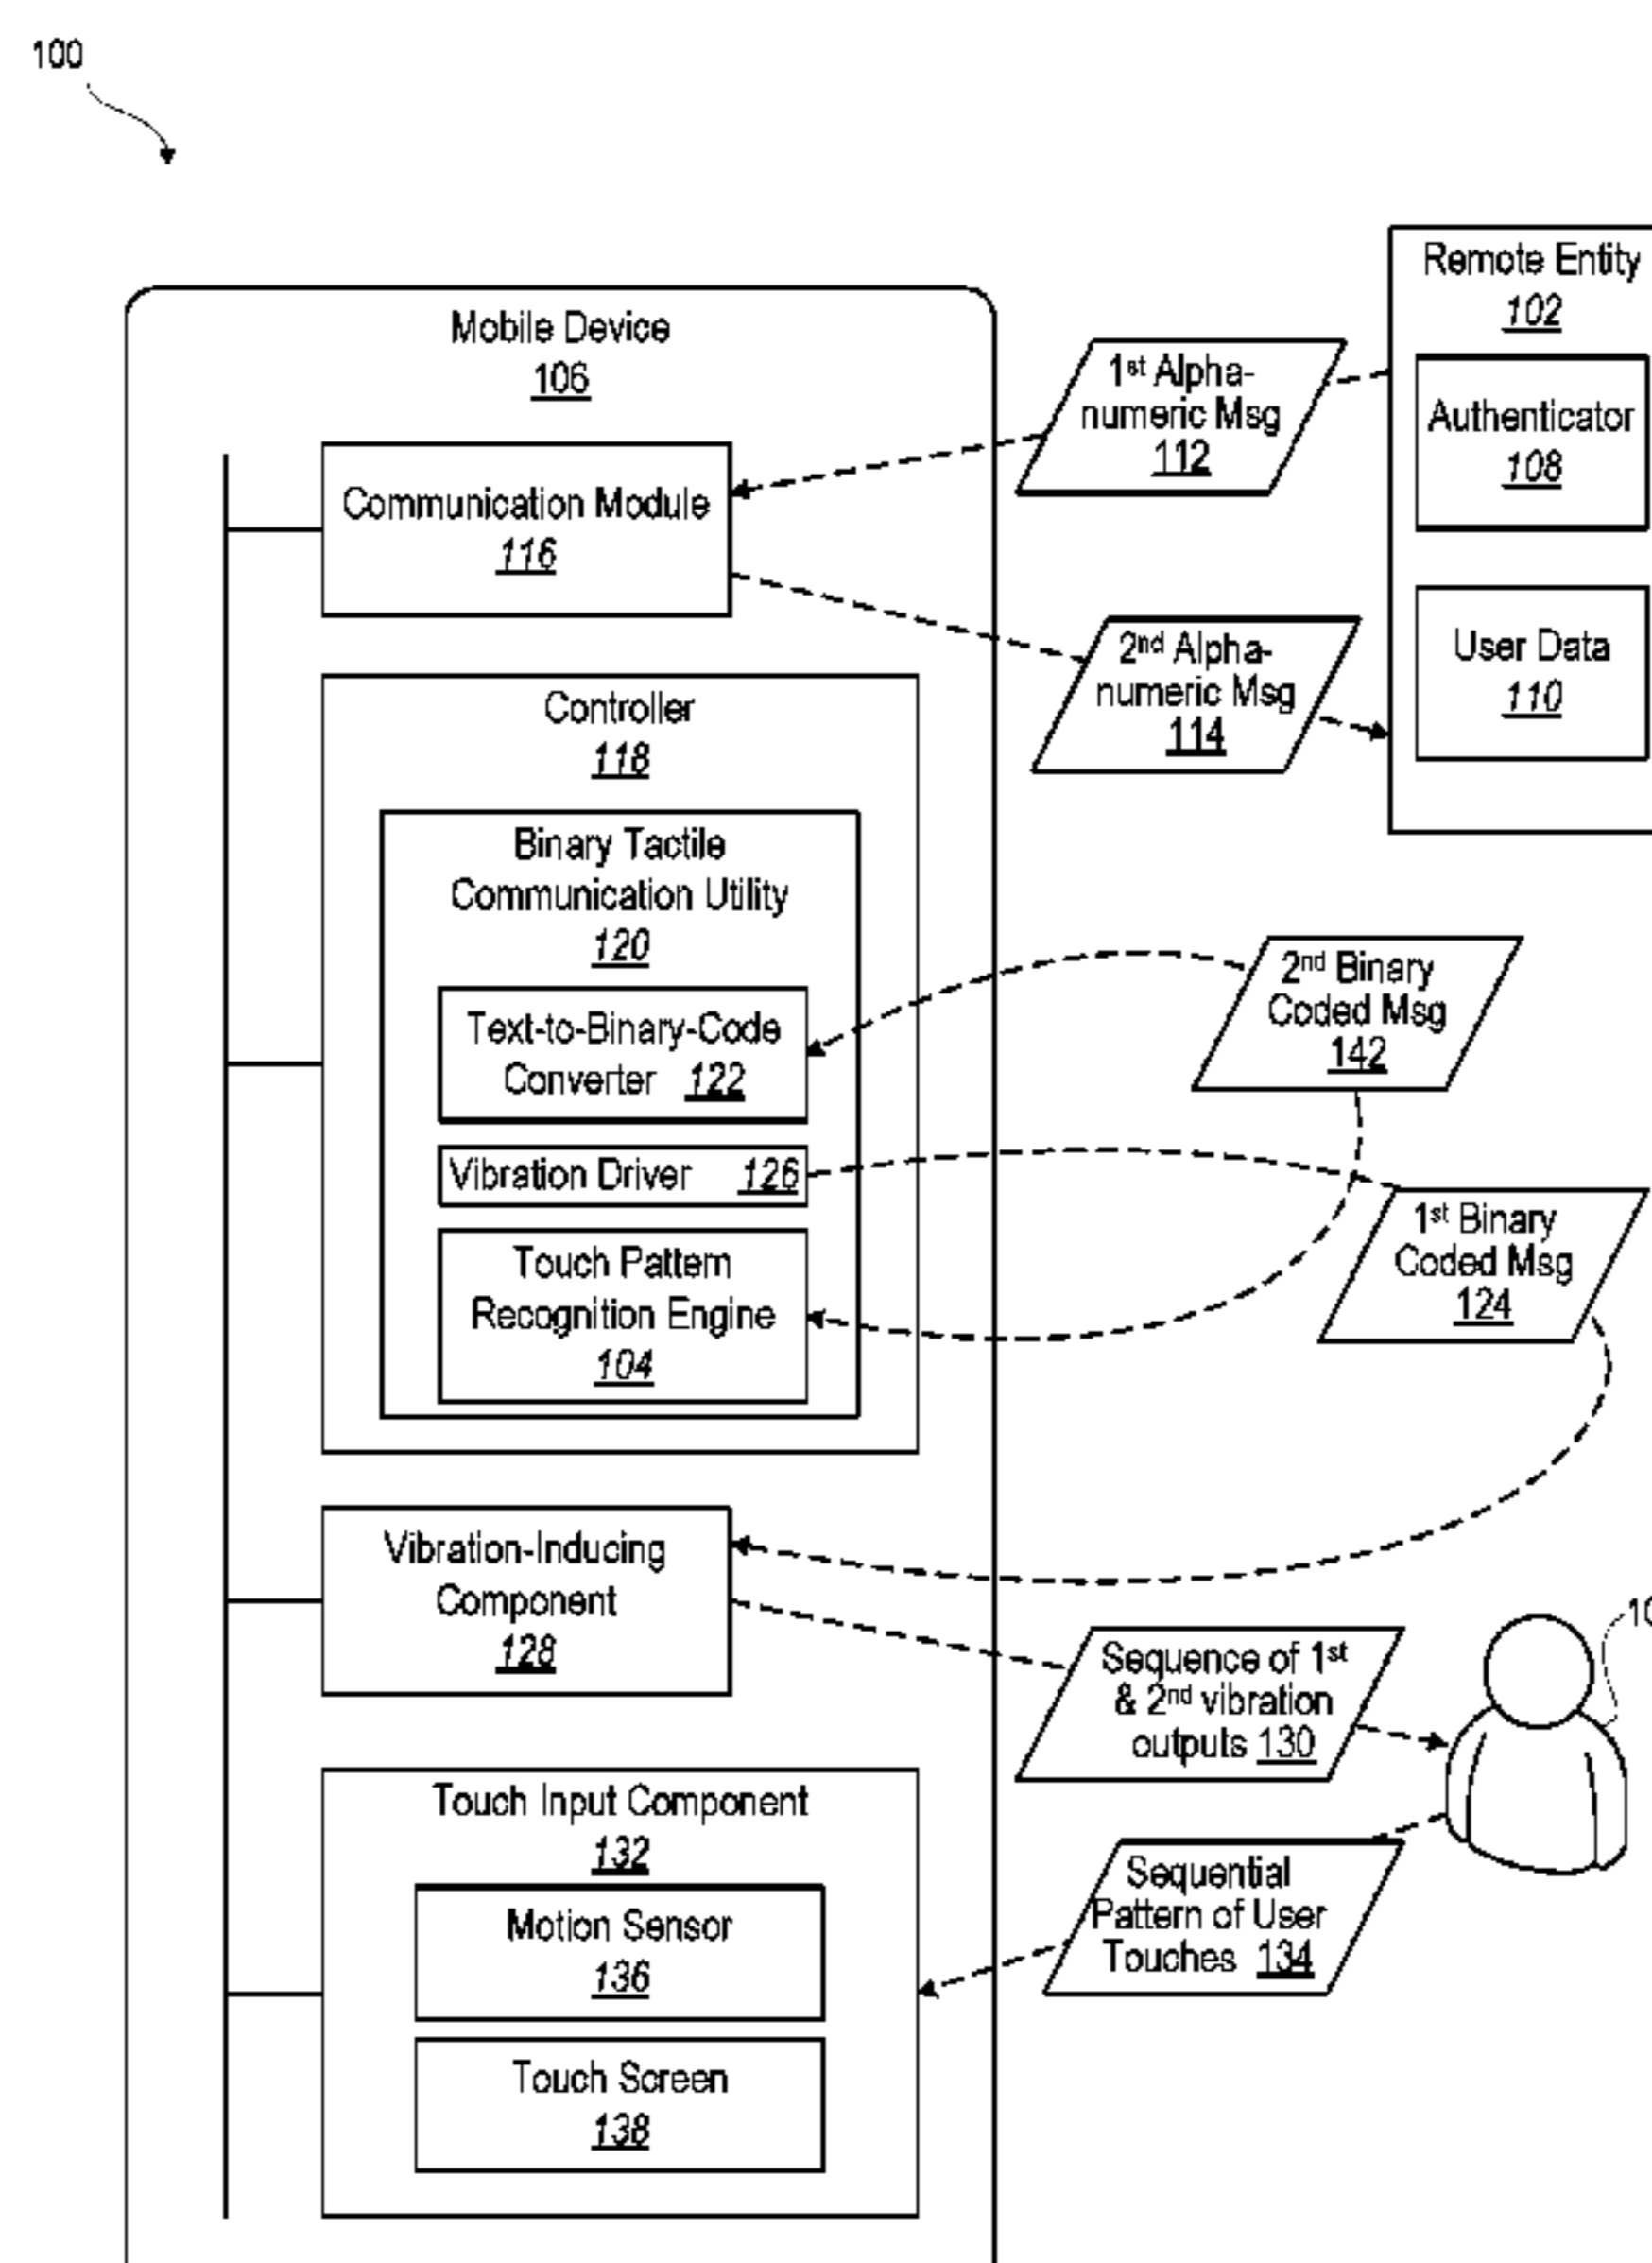 100
Mobile Device
106
Communication Module
116
Controller
118
Binary Tactile
Communication Utility
120
Text-to-Binary-Code
Converter 122
Vibration Driver 126
Touch Pattern
Recognition Engine
104
Vibration-Inducing
Component
128
Touch Input Component
132
Motion Sensor
136
Touch Screen
138
1st Alpha-
numeric Msg
112
2nd Alpha-
numeric Msg
114
Remote Entity
102
Authenticator
108
User Data
110
2nd Binary
Coded Msg
142
1st Binary
Coded Msg
124
Sequence of 1st
& 2nd vibration
outputs 130
Sequential
Pattern of User
Touches 134